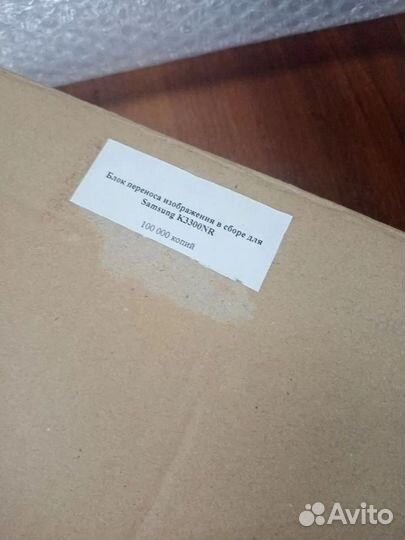 Блок переноса изображения в сборе для
Samsung K3300NR
100 000 копий
Avito